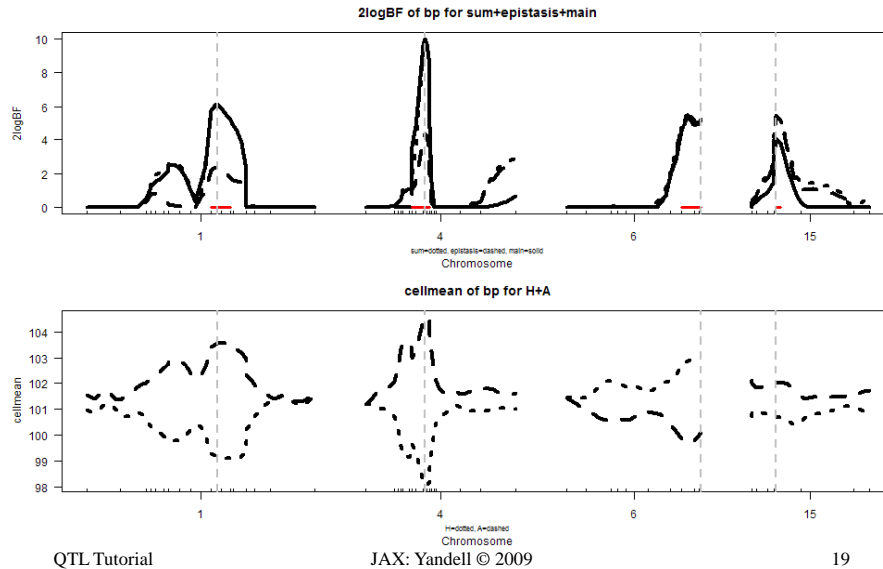 2logBF of bp for sum+epistasis+main
2logBF
10
8
6
4
2
0
1
4
6
15
sum=dotted, epistasis=dashed, main=solid
Chromosome
cellmean of bp for H+A
cellmean
104
103
102
101
100
99
98
1
4
6
15
H=dotted, A=dashed
Chromosome
QTL Tutorial
JAX: Yandell © 2009
19